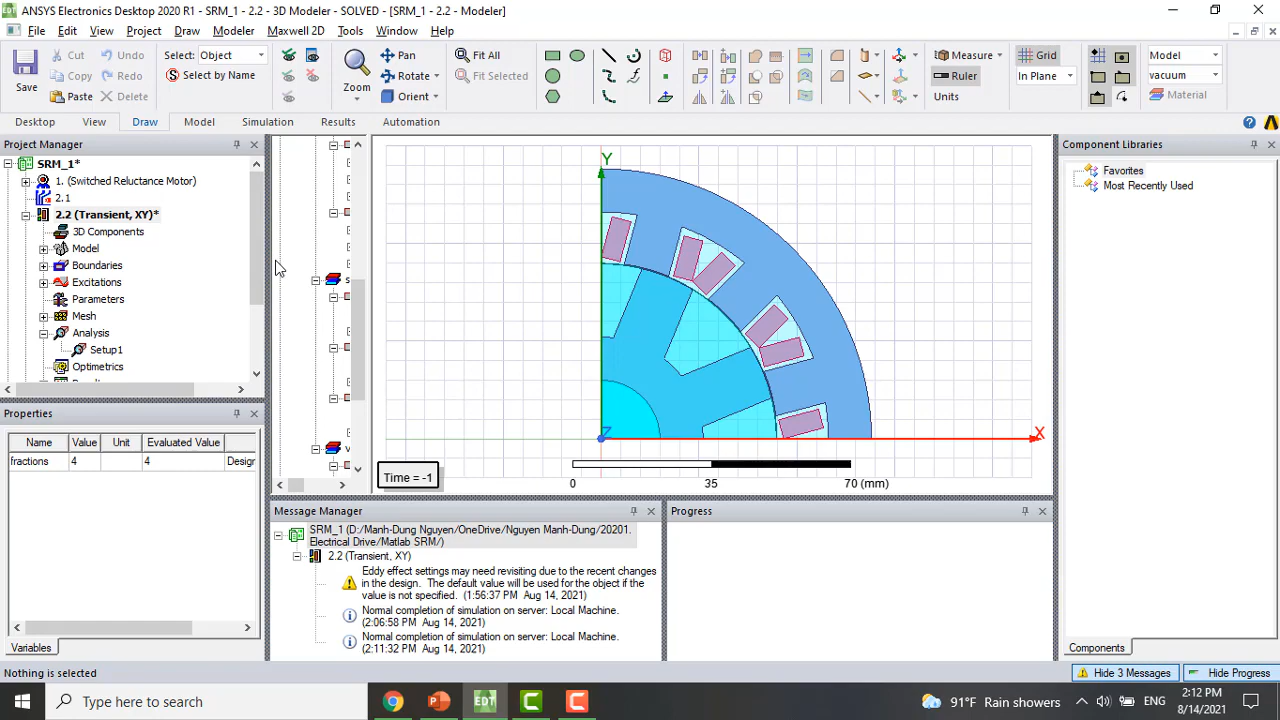 ANSYS Electronics Desktop 2020 R1 - SRM_1 - 2.2 - 3D Modeler - SOLVED - [SRM_1 - 2.2 - Modeler]
File Edit View Project Draw Modeler Maxwell 2D Tools Window Help
Save
Cut
Copy
Paste
Undo
Redo
Delete
Select: Object
Select by Name
Zoom
Pan
Rotate
Orient
Fit All
Fit Selected
Measure
Ruler
Units
Grid
In Plane
Model
vacuum
Material
Desktop View Draw Model Simulation Results Automation
Project Manager
SRM_1*
1. (Switched Reluctance Motor)
2.1
2.2 (Transient, XY)*
3D Components
Model
Boundaries
Excitations
Parameters
Mesh
Analysis
Setup1
Optimetrics
Properties
Name Value Unit Evaluated Value
fractions 4 4 Desig
Variables
Y
Z
X
Time = -1
0 35 70 (mm)
Component Libraries
Favorites
Most Recently Used
Components
Message Manager
SRM_1 (D:/Manh-Dung Nguyen/OneDrive/Nguyen Manh-Dung/20201.
Electrical Drive/Matlab SRM/)
2.2 (Transient, XY)
Eddy effect settings may need revisiting due to the recent changes
in the design.  The default value will be used for the object if the
value is not specified.  (1:56:37 PM  Aug 14, 2021)
Normal completion of simulation on server: Local Machine.
(2:06:58 PM  Aug 14, 2021)
Normal completion of simulation on server: Local Machine.
(2:11:32 PM  Aug 14, 2021)
Progress
Nothing is selected
Hide 3 Messages
Hide Progress
Type here to search
EDT
91°F Rain showers
ENG
2:12 PM
8/14/2021